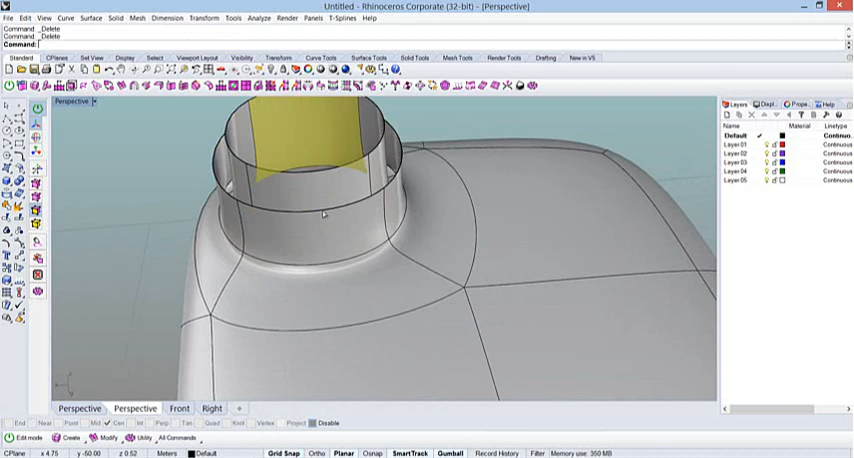 Untitled - Rhinoceros Corporate (32-bit) - [Perspective]
File Edit View Curve Surface Solid Mesh Dimension Transform Tools Analyze Render Panels T-Splines Help
Command: _Delete
Command: _Delete
Command:
Standard CPlanes Set View Display Select Viewport Layout Visibility Transform Curve Tools Surface Tools Solid Tools Mesh Tools Render Tools Drafting New in V5
Perspective
Layers Displ... Prope... Help
Name Material Linetype
Default Continuo...
Layer 01 Continuous
Layer 02 Continuous
Layer 03 Continuous
Layer 04 Continuous
Layer 05 Continuous
Perspective Perspective Front Right
End Near Point Mid Cen Int Perp Tan Quad Knot Vertex Project Disable
Edit mode Create Modify Utility All Commands
CPlane x 4.75 y -50.00 z 0.52 Meters Default Grid Snap Ortho Planar Osnap SmartTrack Gumball Record History Filter Memory use: 350 MB